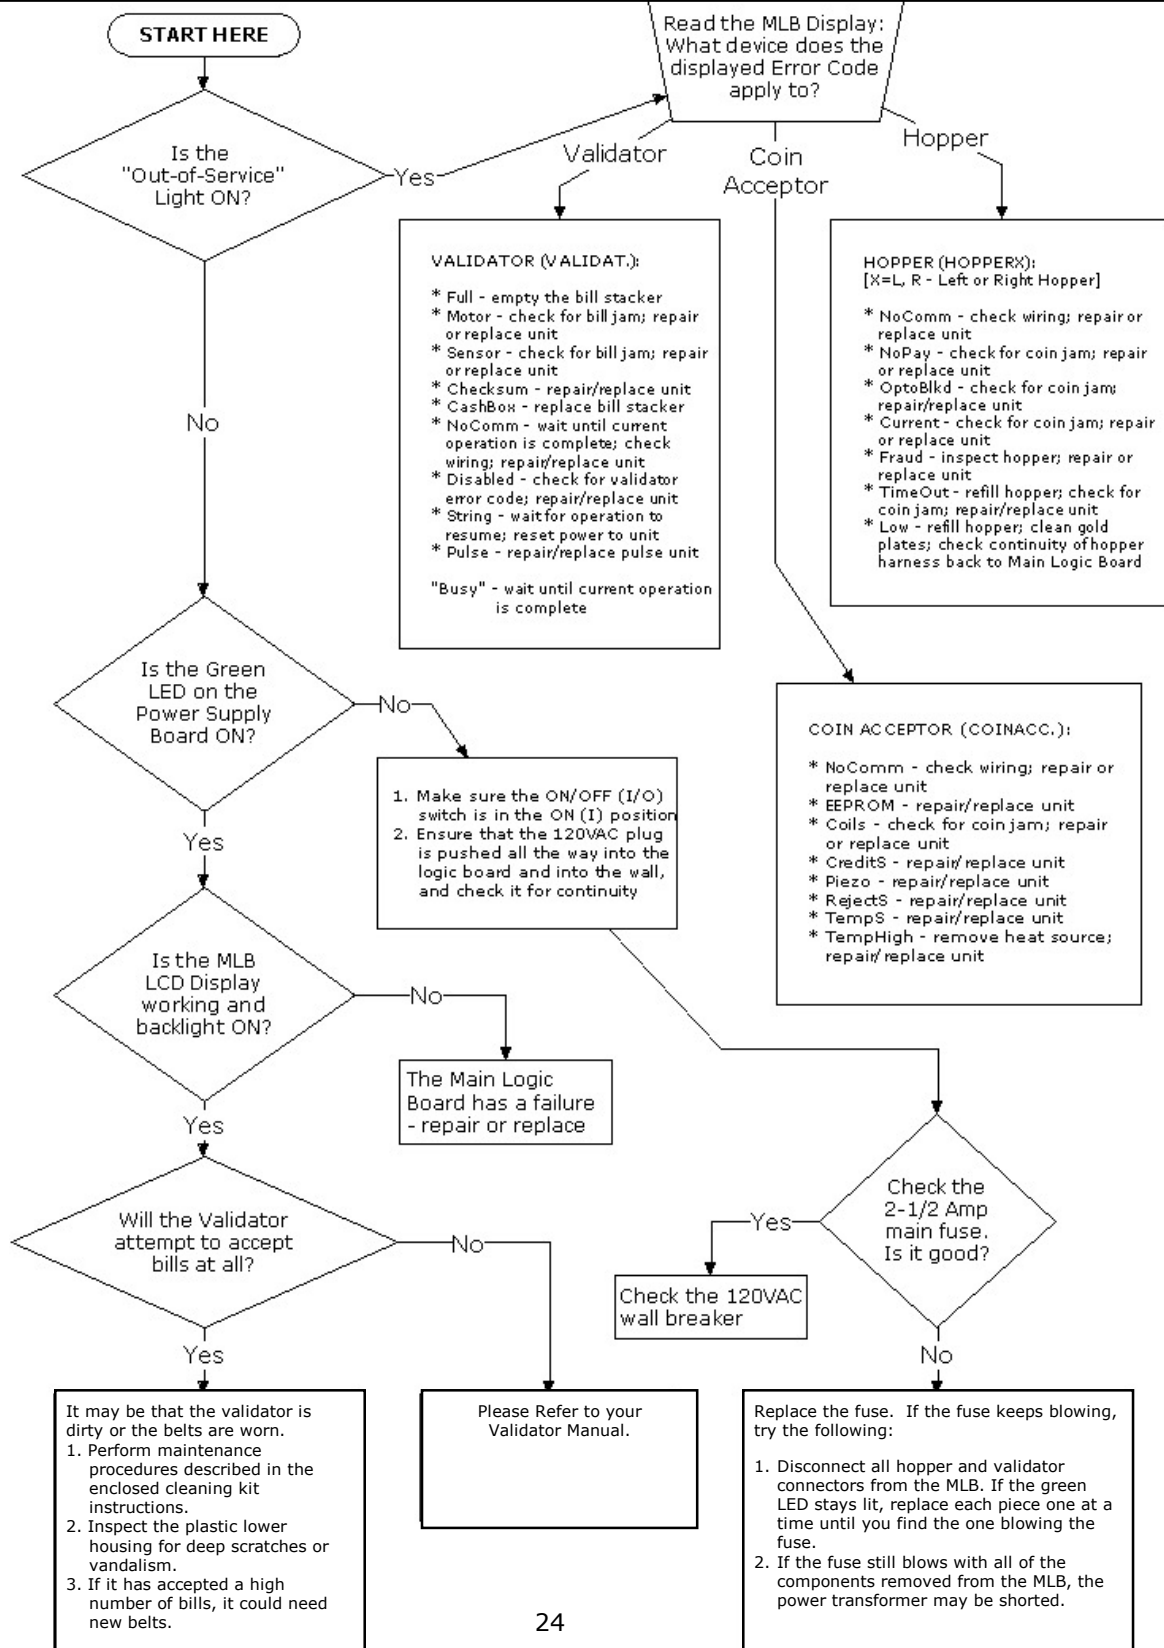 START HERE
Read the MLB Display:
What device does the
displayed Error Code
apply to?
Is the
"Out-of-Service"
Light ON?
Yes
Validator
Coin
Acceptor
Hopper
VALIDATOR (VALIDAT.):
* Full - empty the bill stacker
* Motor - check for bill jam; repair
or replace unit
* Sensor - check for bill jam; repair
or replace unit
* Checksum - repair/replace unit
* CashBox - replace bill stacker
* NoComm - wait until current
operation is complete; check
wiring; repair/replace unit
* Disabled - check for validator
error code; repair/replace unit
* String - wait for operation to
resume; reset power to unit
* Pulse - repair/replace pulse unit
"Busy" - wait until current operation
is complete
HOPPER (HOPPERX):
[X=L, R - Left or Right Hopper]
* NoComm - check wiring; repair or
replace unit
* NoPay - check for coin jam; repair
or replace unit
* OptoBlkd - check for coin jam;
repair/replace unit
* Current - check for coin jam; repair
or replace unit
* Fraud - inspect hopper; repair or
replace unit
* TimeOut - refill hopper; check for
coin jam; repair/replace unit
* Low - refill hopper; clean gold
plates; check continuity of hopper
harness back to Main Logic Board
No
Is the Green
LED on the
Power Supply
Board ON?
No
1. Make sure the ON/OFF (I/O)
switch is in the ON (I) position
2. Ensure that the 120VAC plug
is pushed all the way into the
logic board and into the wall,
and check it for continuity
COIN ACCEPTOR (COINACC.):
* NoComm - check wiring; repair or
replace unit
* EEPROM - repair/replace unit
* Coils - check for coin jam; repair
or replace unit
* CreditS - repair/replace unit
* Piezo - repair/replace unit
* RejectS - repair/replace unit
* TempS - repair/replace unit
* TempHigh - remove heat source;
repair/replace unit
Yes
Is the MLB
LCD Display
working and
backlight ON?
No
The Main Logic
Board has a failure
- repair or replace
Yes
Will the Validator
attempt to accept
bills at all?
No
Check the
2-1/2 Amp
main fuse.
Is it good?
Yes
Check the 120VAC
wall breaker
Yes
No
It may be that the validator is
dirty or the belts are worn.
1. Perform maintenance
procedures described in the
enclosed cleaning kit
instructions.
2. Inspect the plastic lower
housing for deep scratches or
vandalism.
3. If it has accepted a high
number of bills, it could need
new belts.
Please Refer to your
Validator Manual.
Replace the fuse. If the fuse keeps blowing,
try the following:
1. Disconnect all hopper and validator
connectors from the MLB. If the green
LED stays lit, replace each piece one at a
time until you find the one blowing the
fuse.
2. If the fuse still blows with all of the
components removed from the MLB, the
power transformer may be shorted.
24